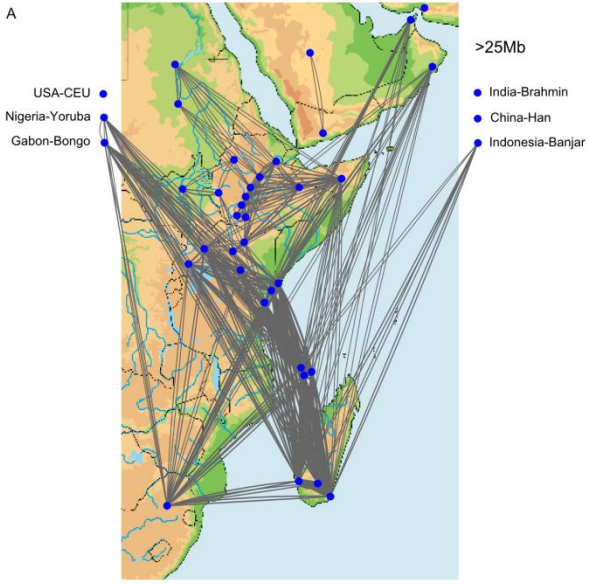 A
>25Mb
USA-CEU
Nigeria-Yoruba
Gabon-Bongo
India-Brahmin
China-Han
Indonesia-Banjar